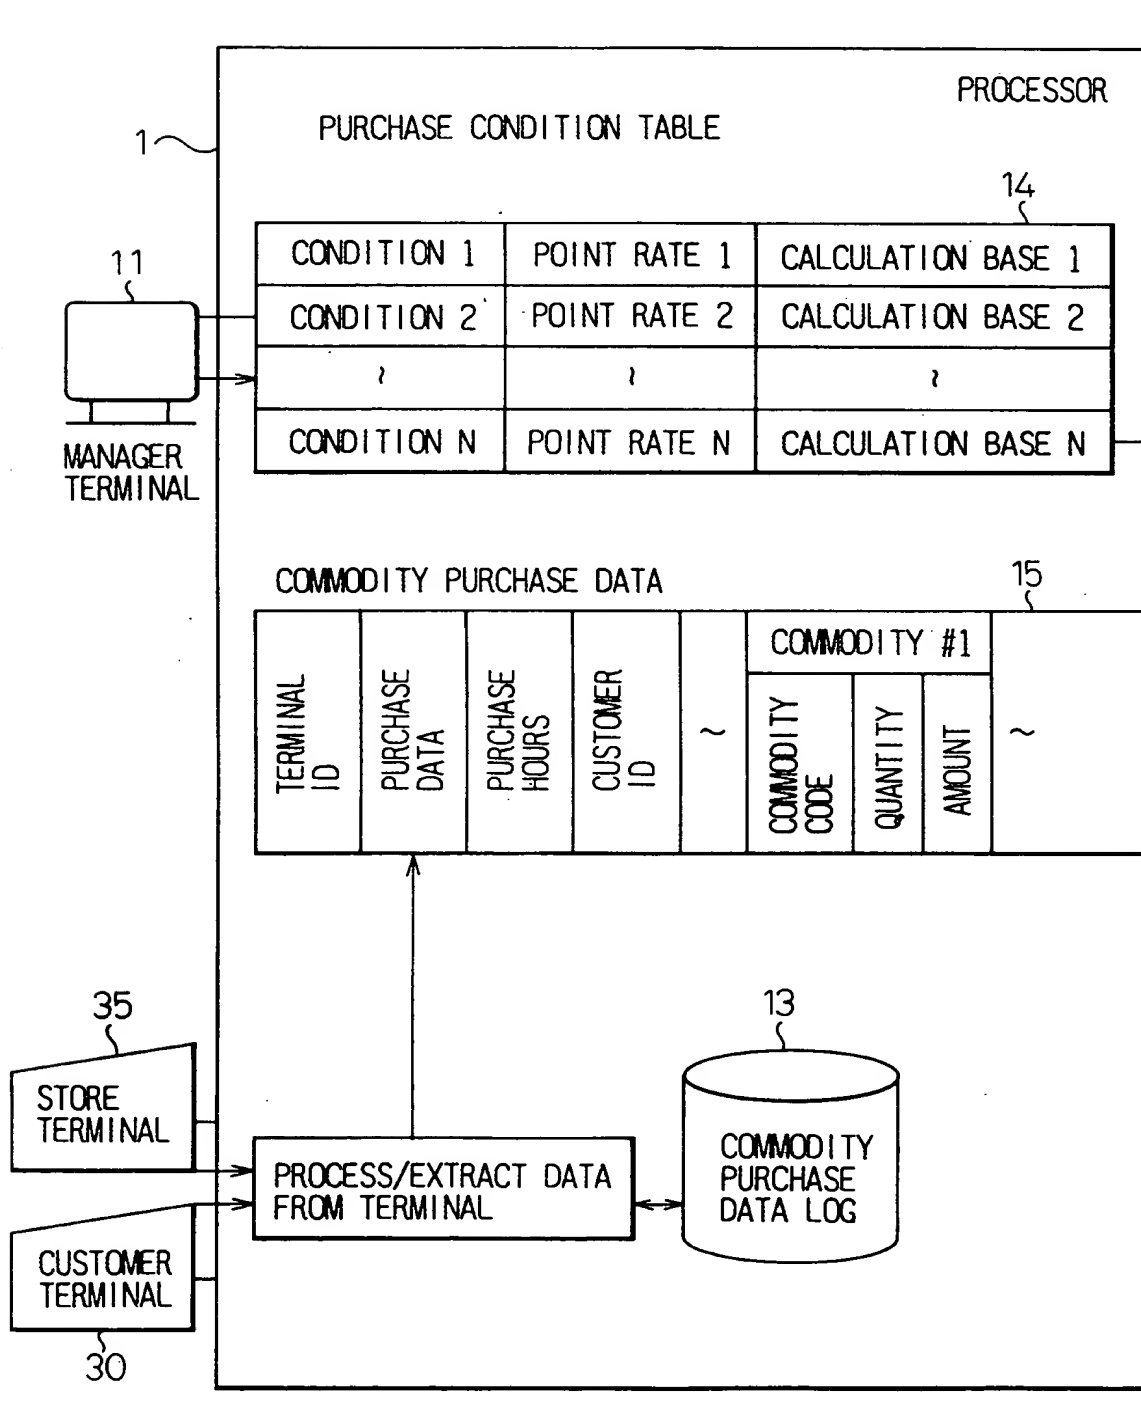 PROCESSOR
PURCHASE CONDITION TABLE
1
14
CONDITION 1 POINT RATE 1 CALCULATION BASE 1
CONDITION 2 POINT RATE 2 CALCULATION BASE 2
~ ~ ~
CONDITION N POINT RATE N CALCULATION BASE N
11
MANAGER
TERMINAL
COMMODITY PURCHASE DATA
15
TERMINAL
ID
PURCHASE
DATA
PURCHASE
HOURS
CUSTOMER
ID
~
COMMODITY #1
COMMODITY
CODE
QUANTITY
AMOUNT
~
35
STORE
TERMINAL
13
PROCESS/EXTRACT DATA
FROM TERMINAL
COMMODITY
PURCHASE
DATA LOG
CUSTOMER
TERMINAL
30